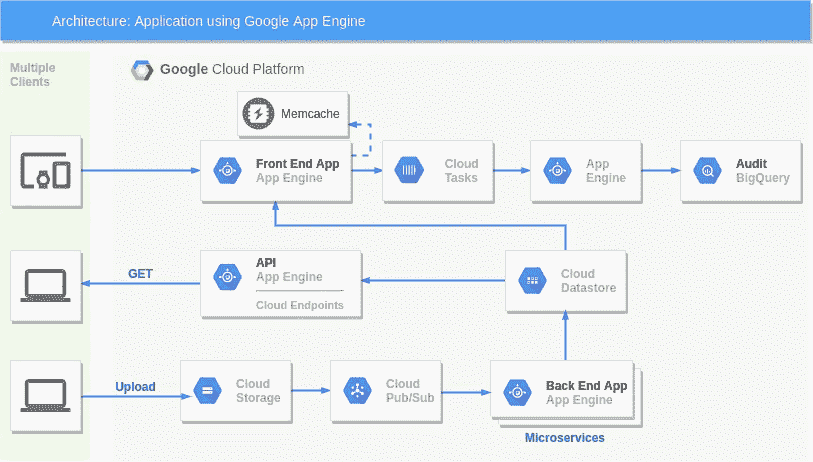 Architecture: Application using Google App Engine
Multiple
Clients
Google Cloud Platform
Memcache
Front End App
App Engine
Cloud
Tasks
App
Engine
Audit
BigQuery
GET
API
App Engine
Cloud Endpoints
Cloud
Datastore
Upload
Cloud
Storage
Cloud
Pub/Sub
Back End App
App Engine
Microservices